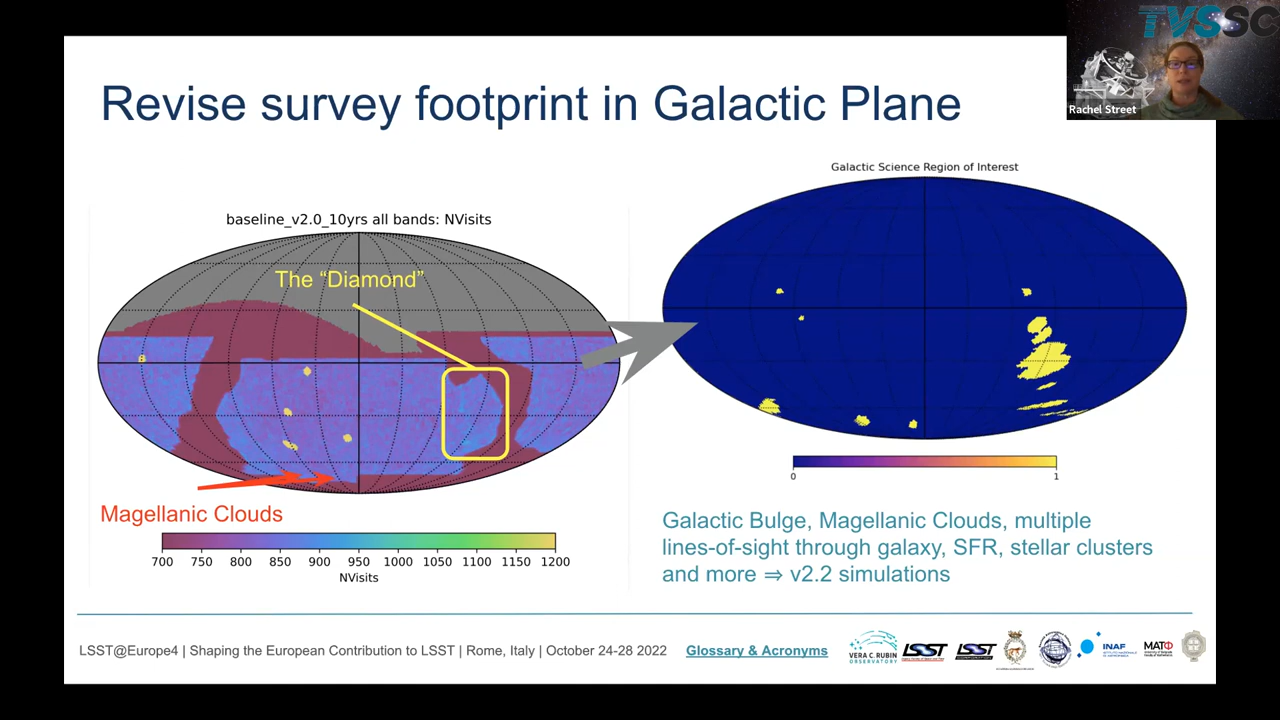 TVSSC
Rachel Street
Revise survey footprint in Galactic Plane
baseline_v2.0_10yrs all bands: NVisits
The “Diamond”
Magellanic Clouds
700 750 800 850 900 950 1000 1050 1100 1150 1200
NVisits
Galactic Science Region of Interest
0 1
Galactic Bulge, Magellanic Clouds, multiple
lines-of-sight through galaxy, SFR, stellar clusters
and more ⇒ v2.2 simulations
LSST@Europe4 | Shaping the European Contribution to LSST | Rome, Italy | October 24-28 2022 Glossary & Acronyms
VERA C. RUBIN
OBSERVATORY
LSST
LSST
INAF